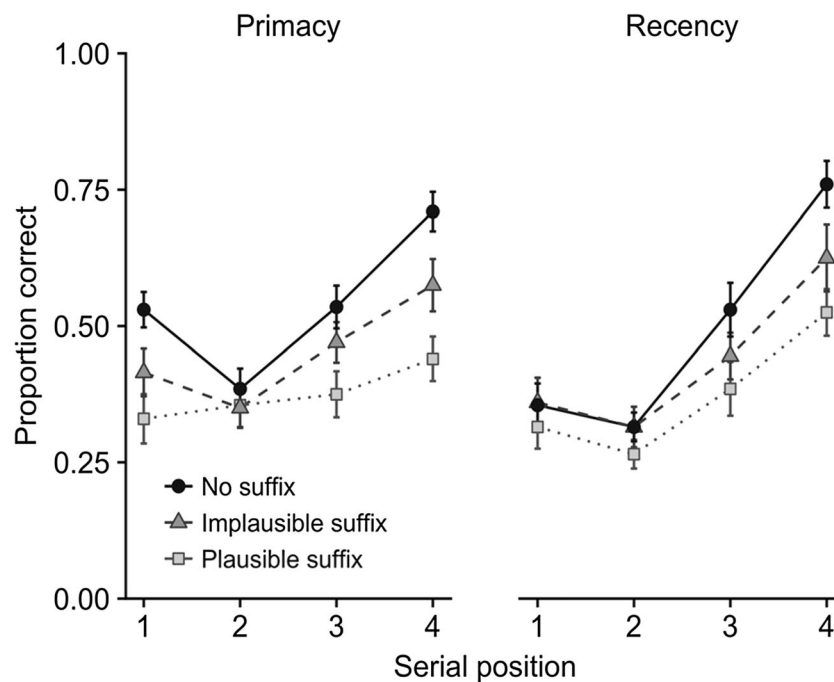 Primacy Recency
1.00
0.75
0.50
0.25
0.00
Proportion correct
No suffix
Implausible suffix
Plausible suffix
1 2 3 4 1 2 3 4
Serial position